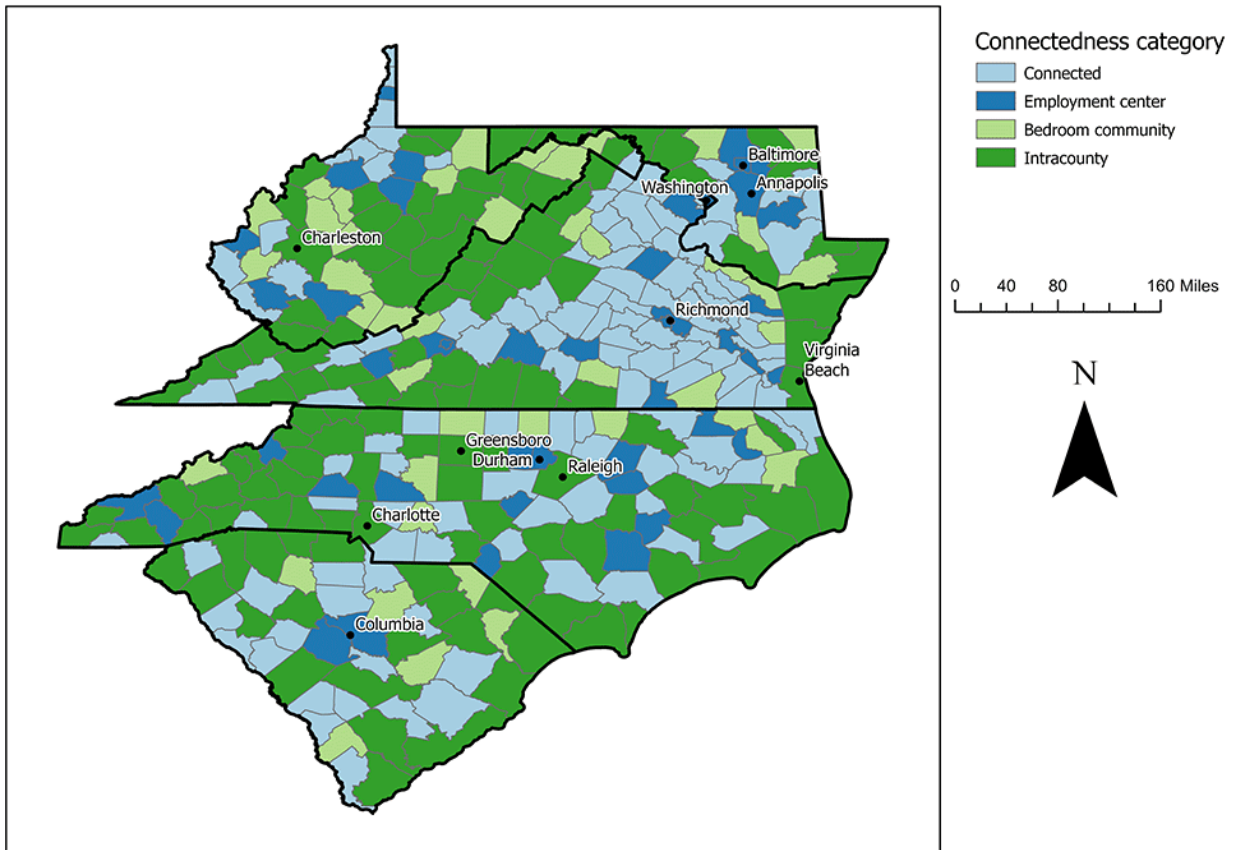 Connectedness category
Connected
Employment center
Bedroom community
Intracounty
Baltimore
Washington
Annapolis
Charleston
Richmond
Virginia
Beach
Greensboro
Durham
Raleigh
Charlotte
Columbia
0 40 80 160 Miles
N